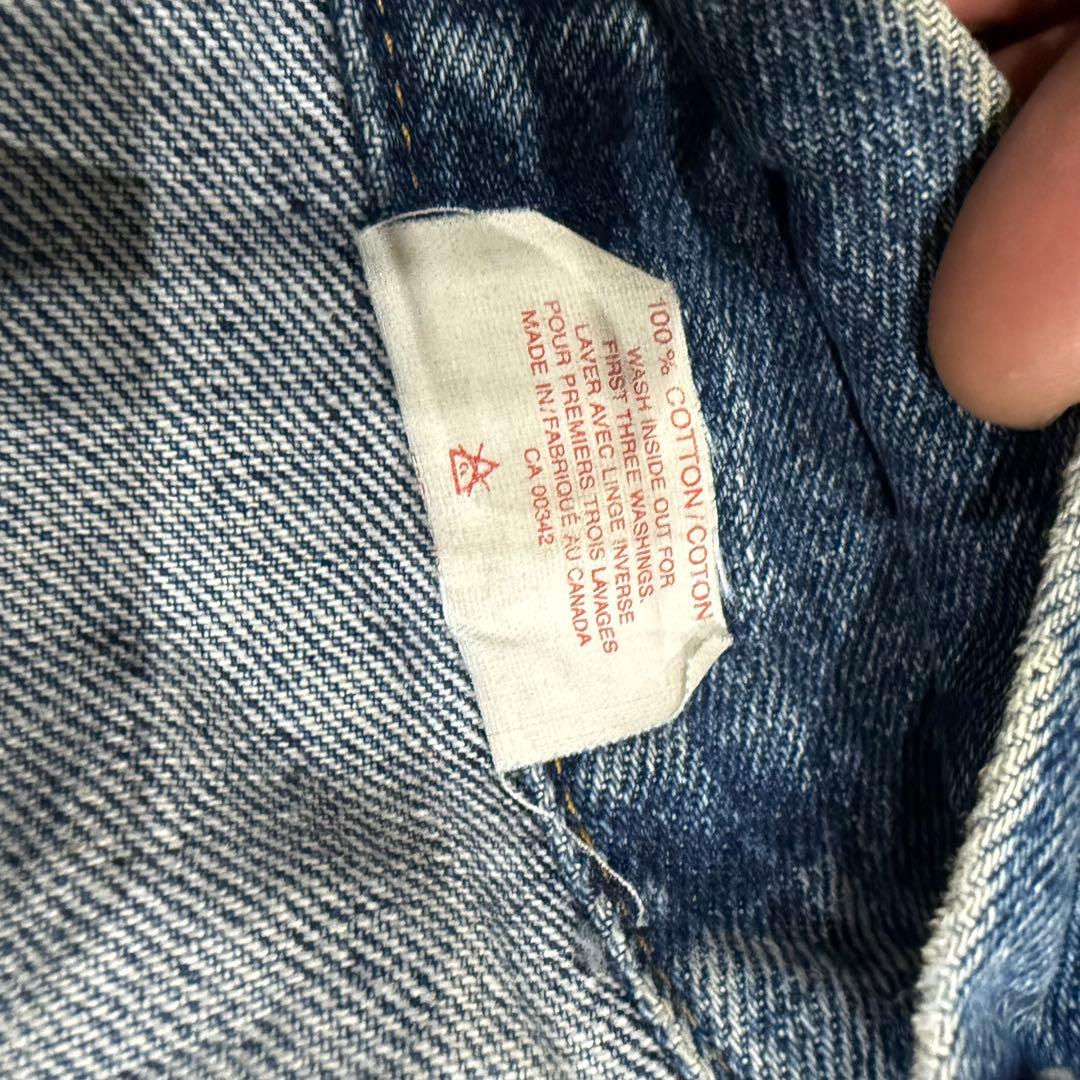 100% COTTON/COTON
WASH INSIDE OUT FOR
FIRST THREE WASHINGS.
LAVER AVEC LINGE INVERSE
POUR PREMIERS TROIS LAVAGES
MADE IN/FABRIQUÉ AU CANADA
CA 00342